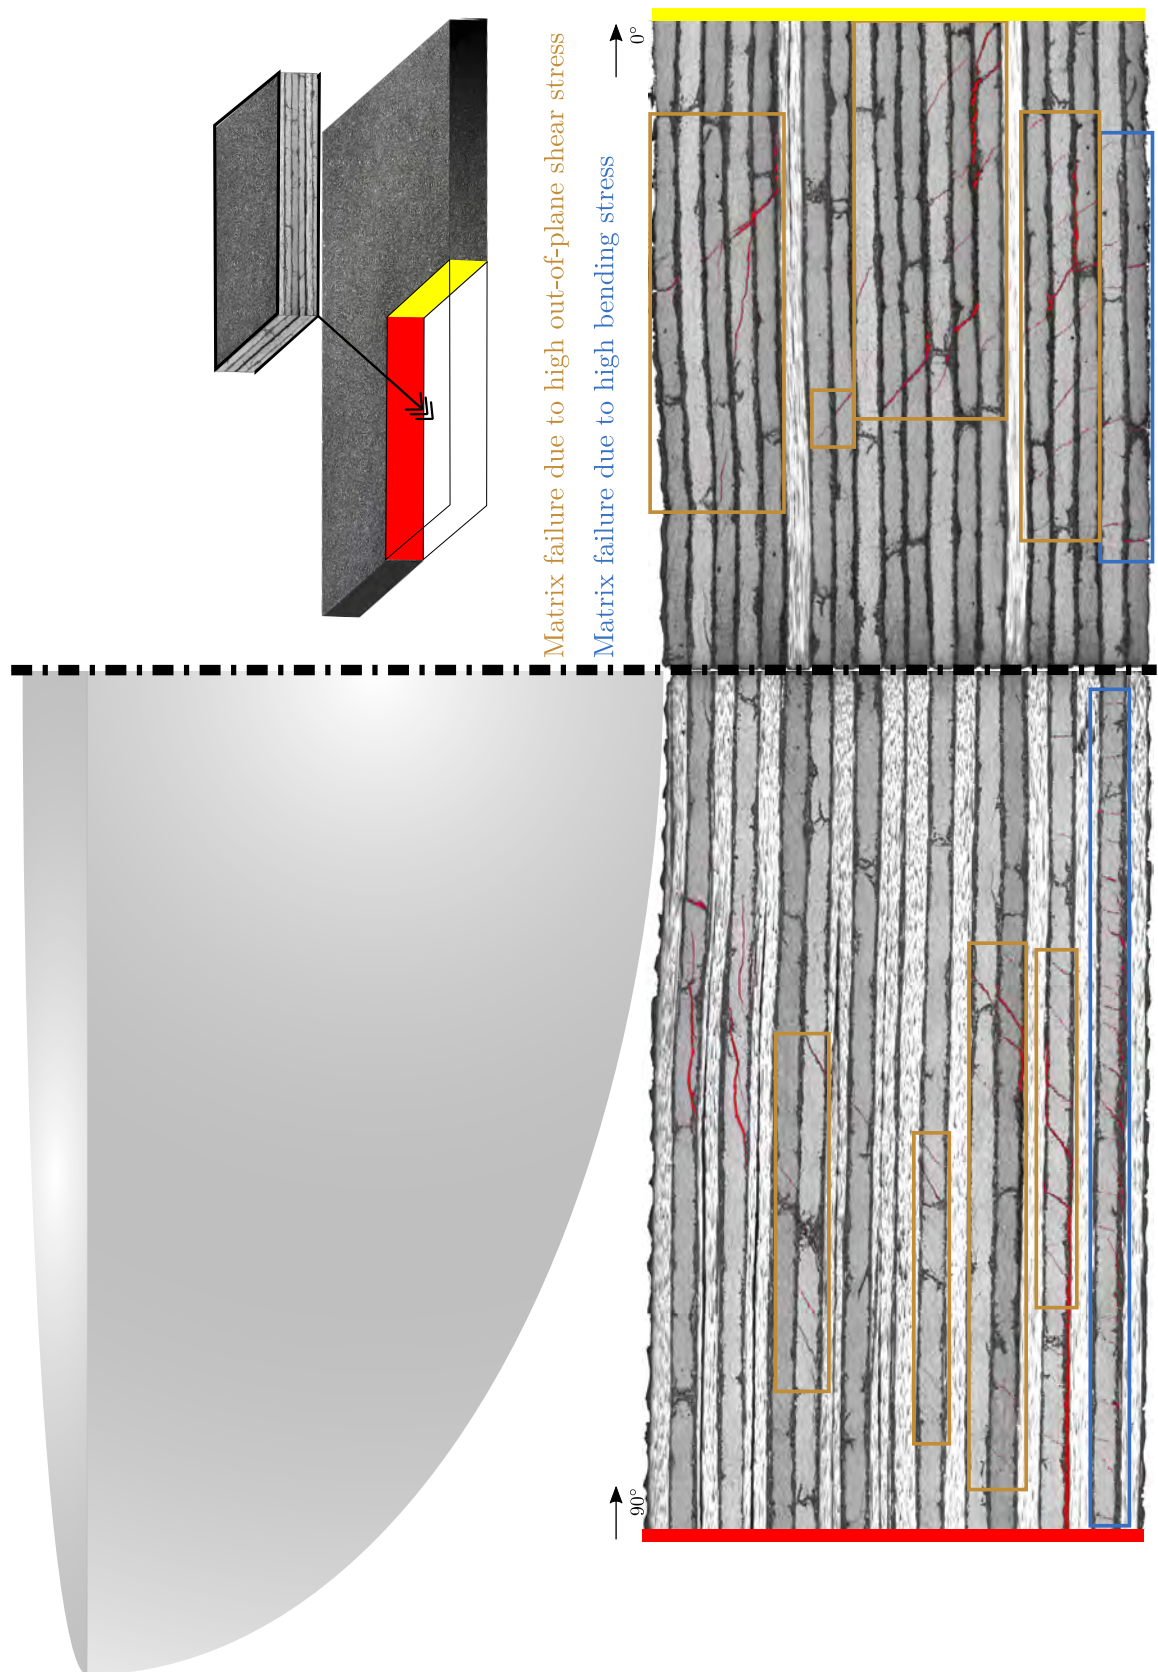 0°
Matrix failure due to high out-of-plane shear stress
Matrix failure due to high bending stress
90°